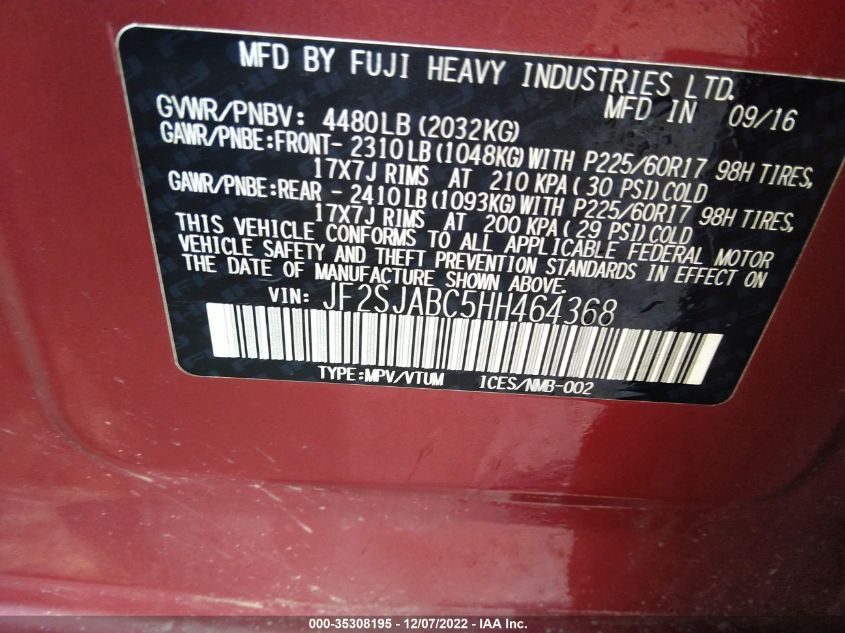 MFD BY FUJI HEAVY INDUSTRIES LTD.
MFD IN 09/16
GVWR/PNBV: 4480LB (2032KG)
GAWR/PNBE:FRONT- 2310LB (1048KG) WITH P225/60R17 98H TIRES,
17X7J RIMS AT 210 KPA ( 30 PSI) COLD
GAWR/PNBE:REAR - 2410LB (1093KG) WITH P225/60R17 98H TIRES,
17X7J RIMS AT 200 KPA ( 29 PSI) COLD
THIS VEHICLE CONFORMS TO ALL APPLICABLE FEDERAL MOTOR
VEHICLE SAFETY AND THEFT PREVENTION STANDARDS IN EFFECT ON
THE DATE OF MANUFACTURE SHOWN ABOVE.
VIN: JF2SJABC5HH464368
TYPE:MPV/VTUM ICES/NMB-002
000-35308195 - 12/07/2022 - IAA Inc.